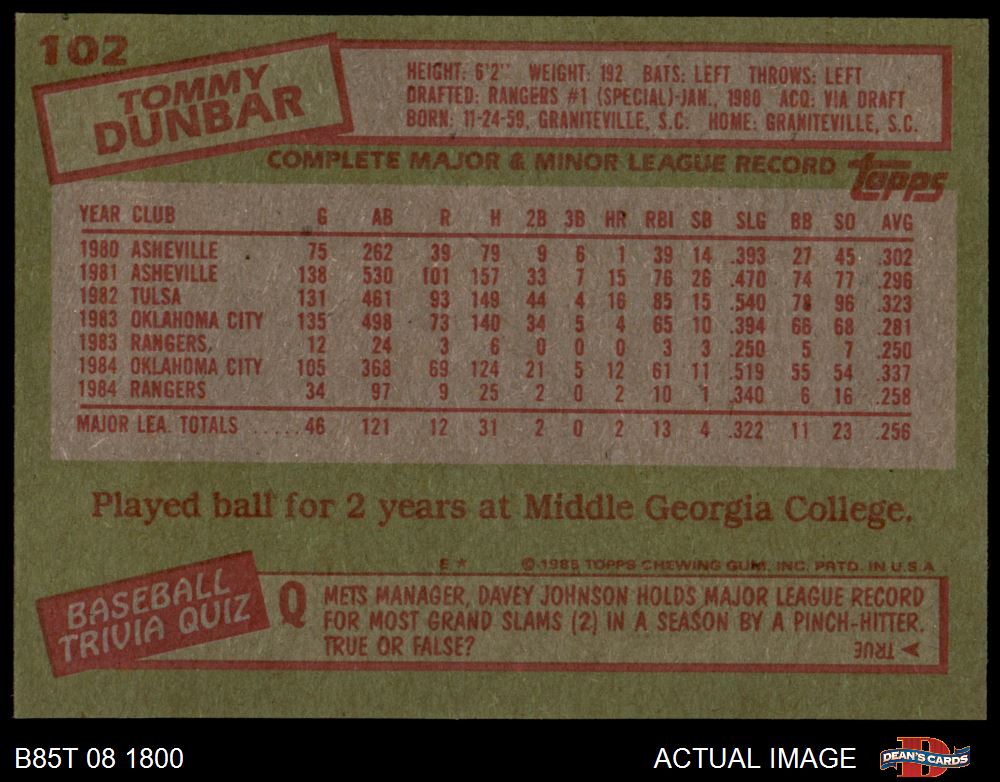 102
TOMMY
DUNBAR
HEIGHT: 6'2" WEIGHT: 192 BATS: LEFT THROWS: LEFT
DRAFTED: RANGERS #1 (SPECIAL)-JAN., 1980 ACQ: VIA DRAFT
BORN: 11-24-59, GRANITEVILLE, S.C. HOME: GRANITEVILLE, S.C.
COMPLETE MAJOR & MINOR LEAGUE RECORD
topps
YEAR CLUB G AB R H 2B 3B HR RBI SB SLG BB SO AVG
1980 ASHEVILLE 75 262 39 79 9 6 1 39 14 .393 27 45 .302
1981 ASHEVILLE 138 530 101 157 33 7 15 76 26 .470 74 77 .296
1982 TULSA 131 461 93 149 44 4 16 85 15 .540 78 96 .323
1983 OKLAHOMA CITY 135 498 73 140 34 5 4 65 10 .394 66 68 .281
1983 RANGERS. 12 24 3 6 0 0 0 3 3 .250 5 7 .250
1984 OKLAHOMA CITY 105 368 69 124 21 5 12 61 11 .519 55 54 .337
1984 RANGERS 34 97 9 25 2 0 2 10 1 .340 6 16 .258
MAJOR LEA. TOTALS .....46 121 12 31 2 0 2 13 4 .322 11 23 .256
Played ball for 2 years at Middle Georgia College.
E * © 1985 TOPPS CHEWING GUM, INC. PRTD. IN U.S.A
BASEBALL
TRIVIA QUIZ
Q
METS MANAGER, DAVEY JOHNSON HOLDS MAJOR LEAGUE RECORD
FOR MOST GRAND SLAMS (2) IN A SEASON BY A PINCH-HITTER.
TRUE OR FALSE?
TRUE
B85T 08 1800
ACTUAL IMAGE
DEAN'S CARDS